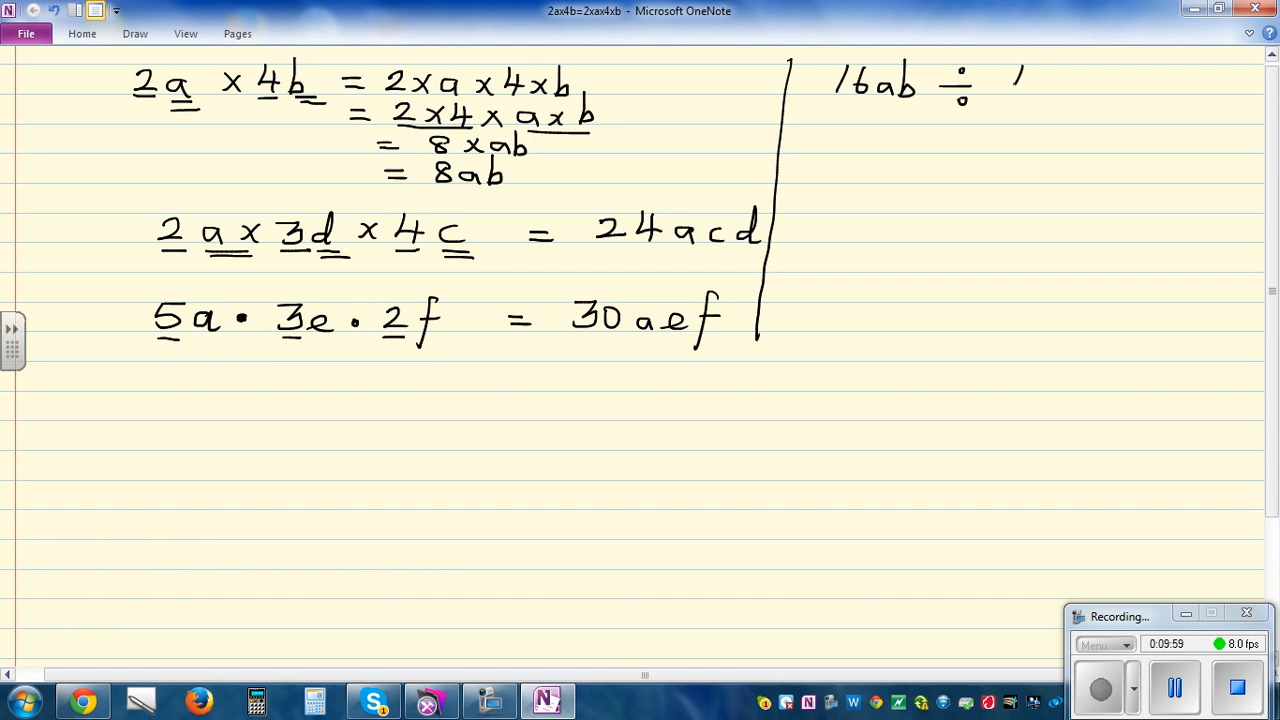 2ax4b=2xax4xb - Microsoft OneNote
File Home Draw View Pages
2a × 4b = 2×a×4×b
= 2×4×a×b
= 8×ab
= 8ab
2a×3d×4c = 24acd
5a • 3e • 2f = 30aef
16ab ÷
Recording...
Menu 0:09:59 8.0 fps